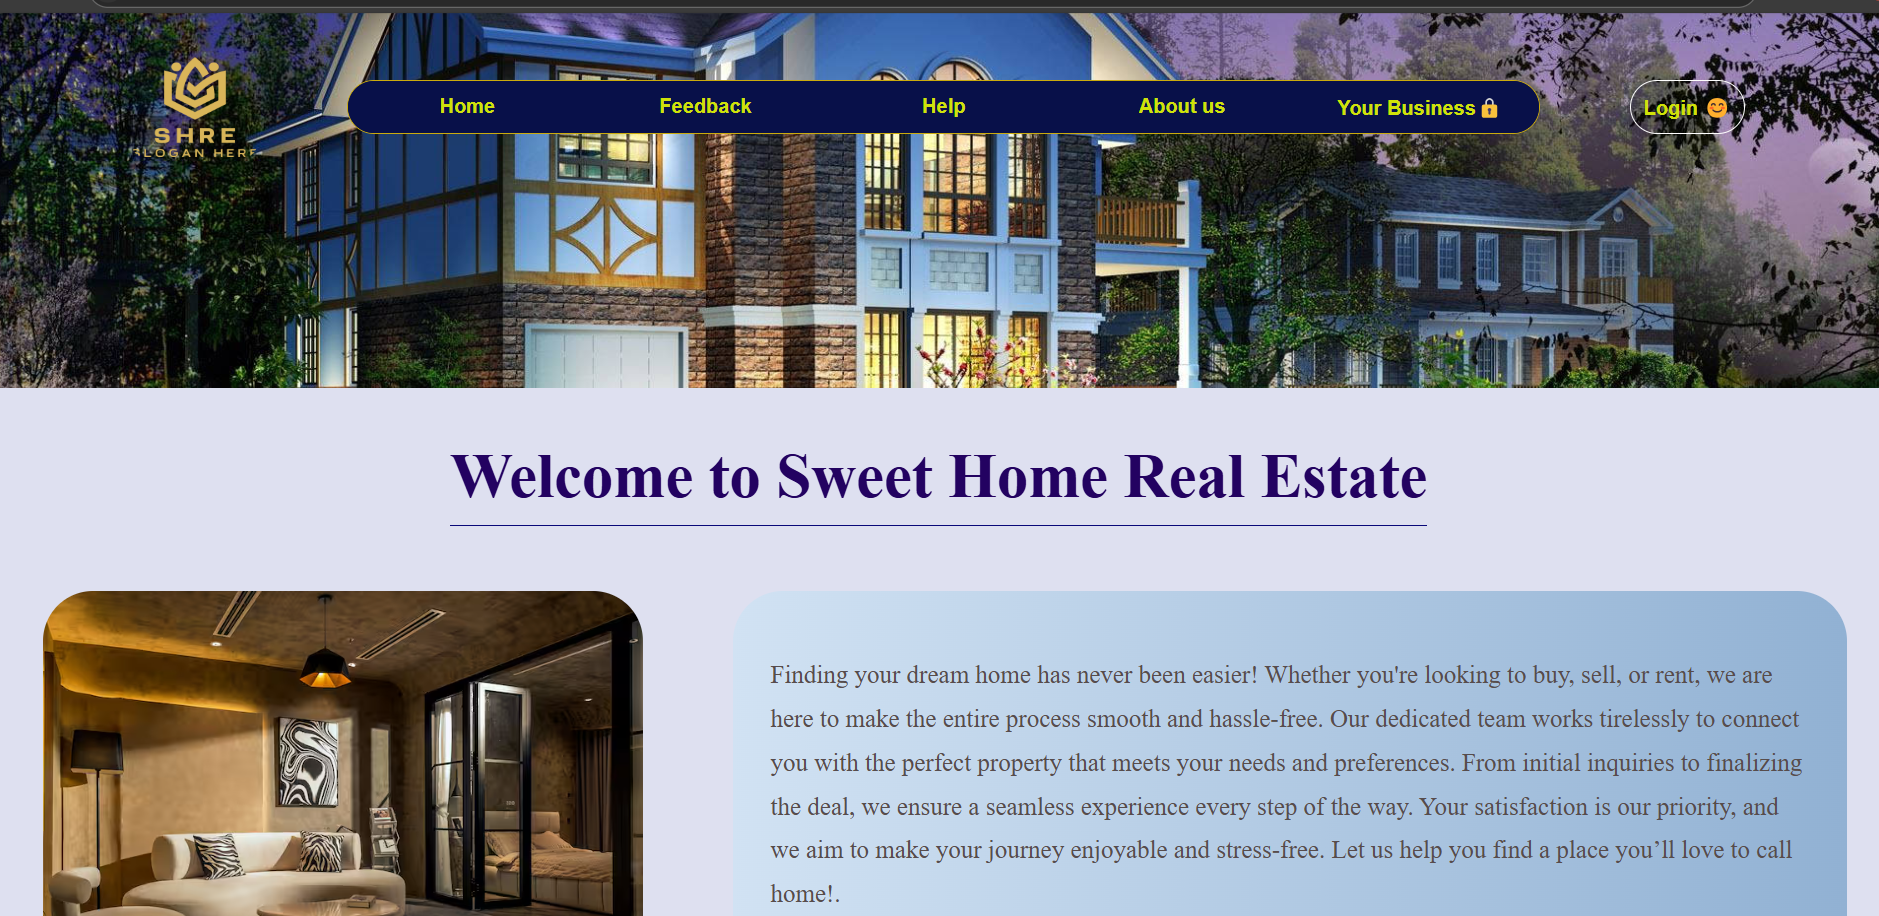 SHRE
SLOGAN HERE
Home
Feedback
Help
About us
Your Business🔒
Login 😊
Welcome to Sweet Home Real Estate
Finding your dream home has never been easier! Whether you're looking to buy, sell, or rent, we are
here to make the entire process smooth and hassle-free. Our dedicated team works tirelessly to connect
you with the perfect property that meets your needs and preferences. From initial inquiries to finalizing
the deal, we ensure a seamless experience every step of the way. Your satisfaction is our priority, and
we aim to make your journey enjoyable and stress-free. Let us help you find a place you’ll love to call
home!.